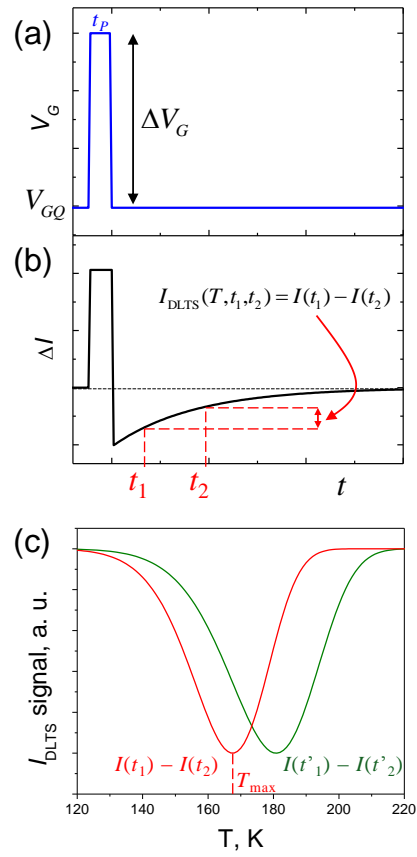 (a)
t_P
V_G
ΔV_G
V_GQ
(b)
I_DLTS(T,t_1,t_2) = I(t_1) − I(t_2)
ΔI
t_1 t_2 t
(c)
I_DLTS signal, a. u.
I(t_1) − I(t_2) I(t'_1) − I(t'_2)
T_max
120 140 160 180 200 220
T, K